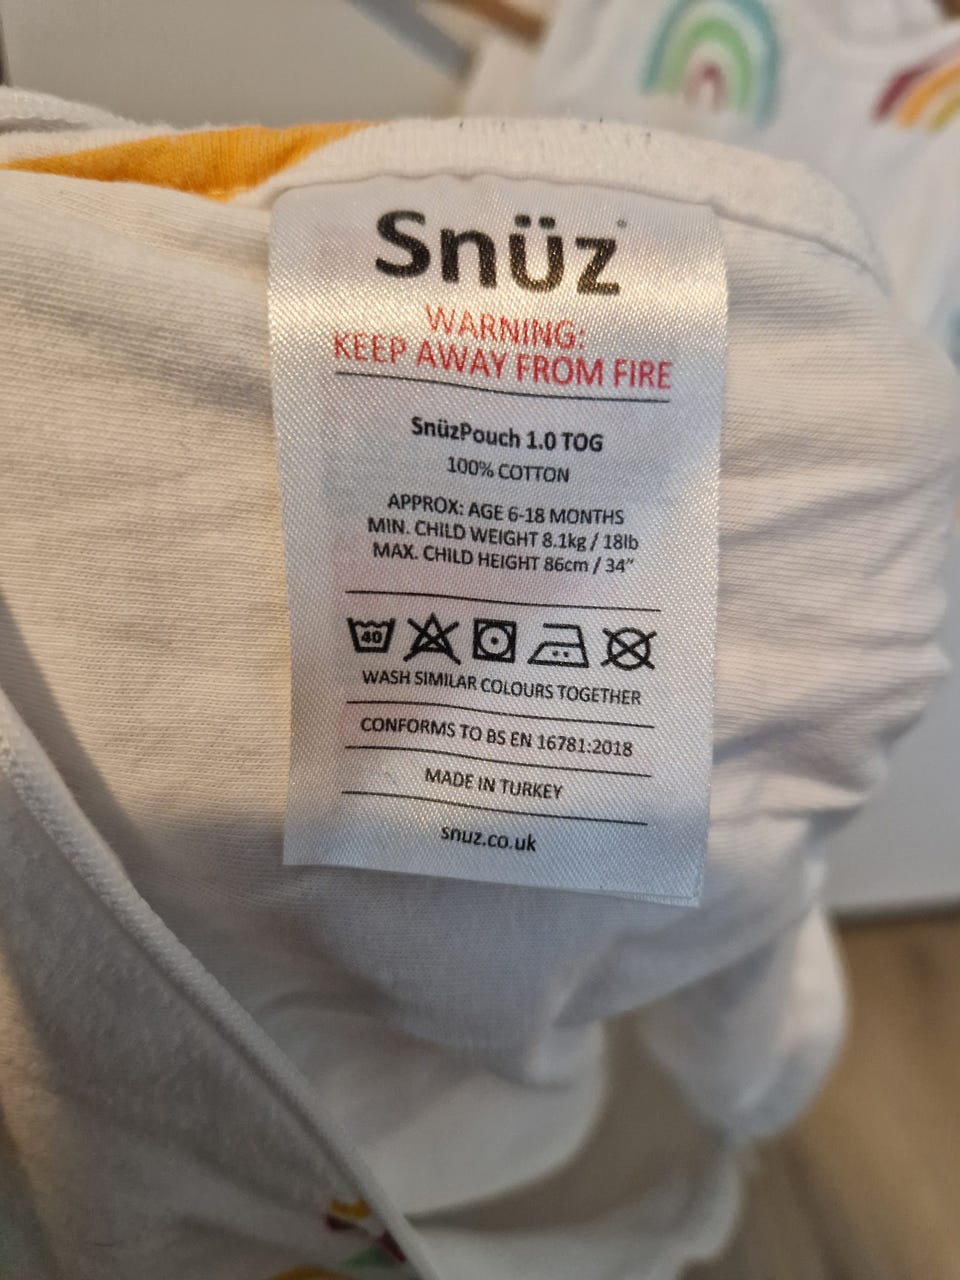 Snüz
WARNING:
KEEP AWAY FROM FIRE
SnüzPouch 1.0 TOG
100% COTTON
APPROX: AGE 6-18 MONTHS
MIN. CHILD WEIGHT 8.1kg / 18lb
MAX. CHILD HEIGHT 86cm / 34”
40
WASH SIMILAR COLOURS TOGETHER
CONFORMS TO BS EN 16781:2018
MADE IN TURKEY
snuz.co.uk